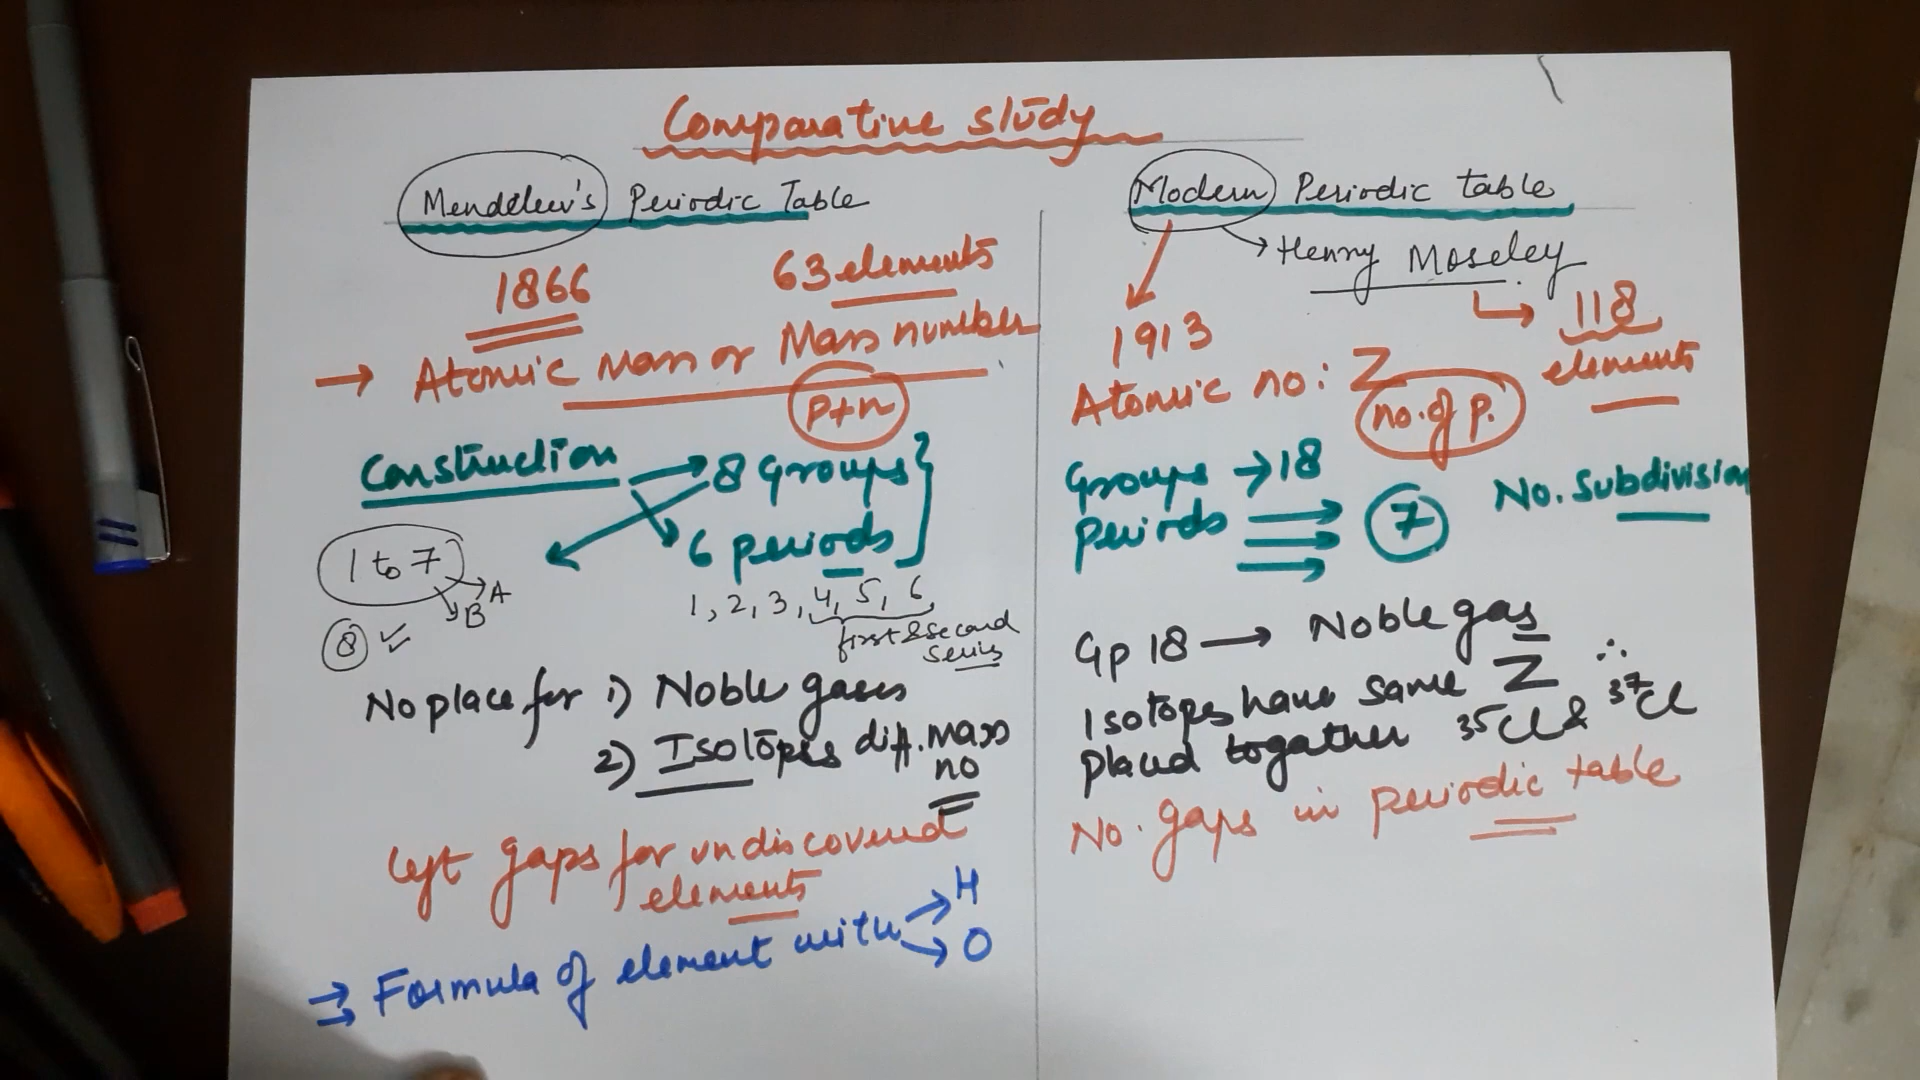 Comparative study
Mendeleev's Periodic Table
1866
63 elements
→ Atomic Mass or Mass number
p+n
Construction → 8 Groups
6 periods
1 to 7
A
B
8 ✓
1, 2, 3, 4, 5, 6
first & second
series
No place for 1) Noble gases
2) Isotopes diff. mass
no
left gaps for undiscovered
elements
→ Formula of element with → H
→ O
Modern Periodic table
→ Henry Moseley
1913
→ 118
elements
Atomic no: Z
no. of p.
Groups → 18
Periods → 7
No. Subdivision
Gp 18 → Noble gas
Isotopes have same Z ∴
placed togather ³⁵Cl & ³⁷Cl
No. gaps in periodic table